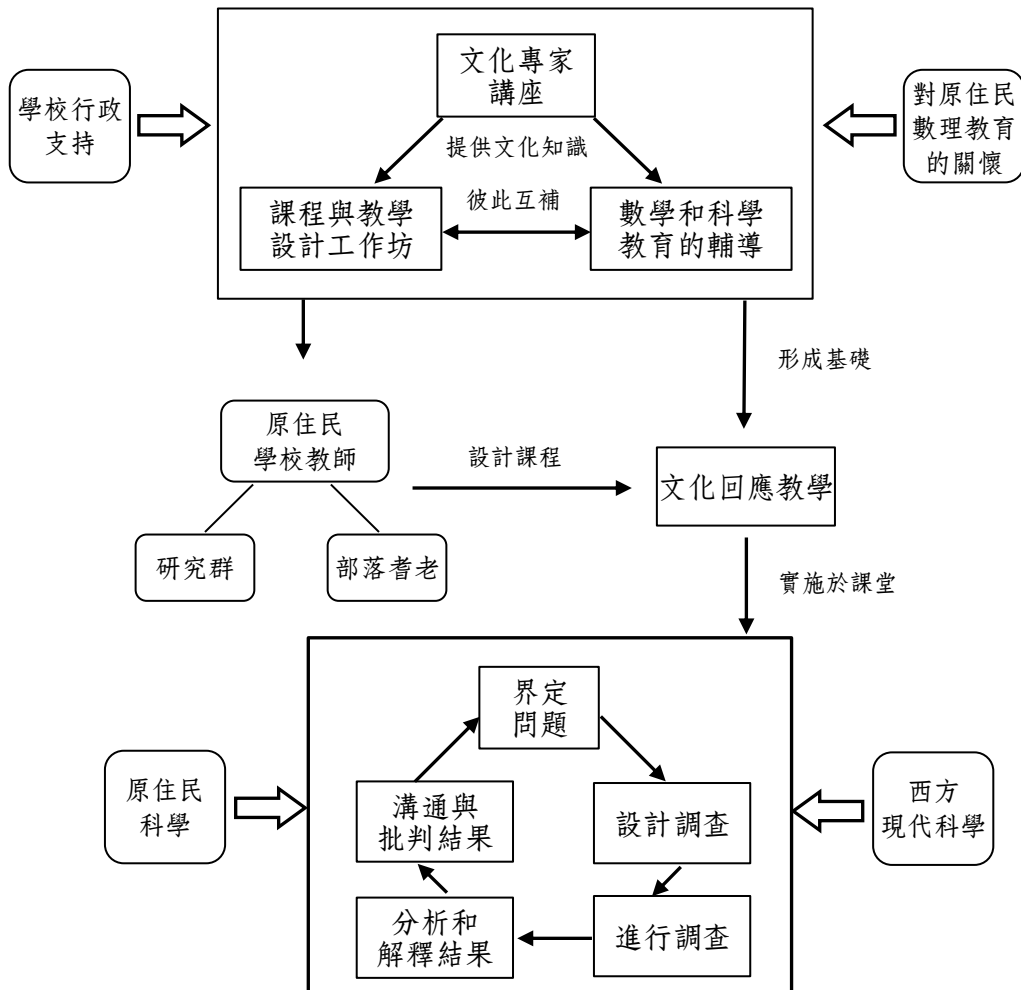 文化專家
講座
學校行政
支持
對原住民
數理教育
的關懷
提供文化知識
課程與教學
設計工作坊
彼此互補
數學和科學
教育的輔導
形成基礎
原住民
學校教師
設計課程
文化回應教學
研究群
部落耆老
實施於課堂
界定
問題
原住民
科學
溝通與
批判結果
設計調查
西方
現代科學
分析和
解釋結果
進行調查